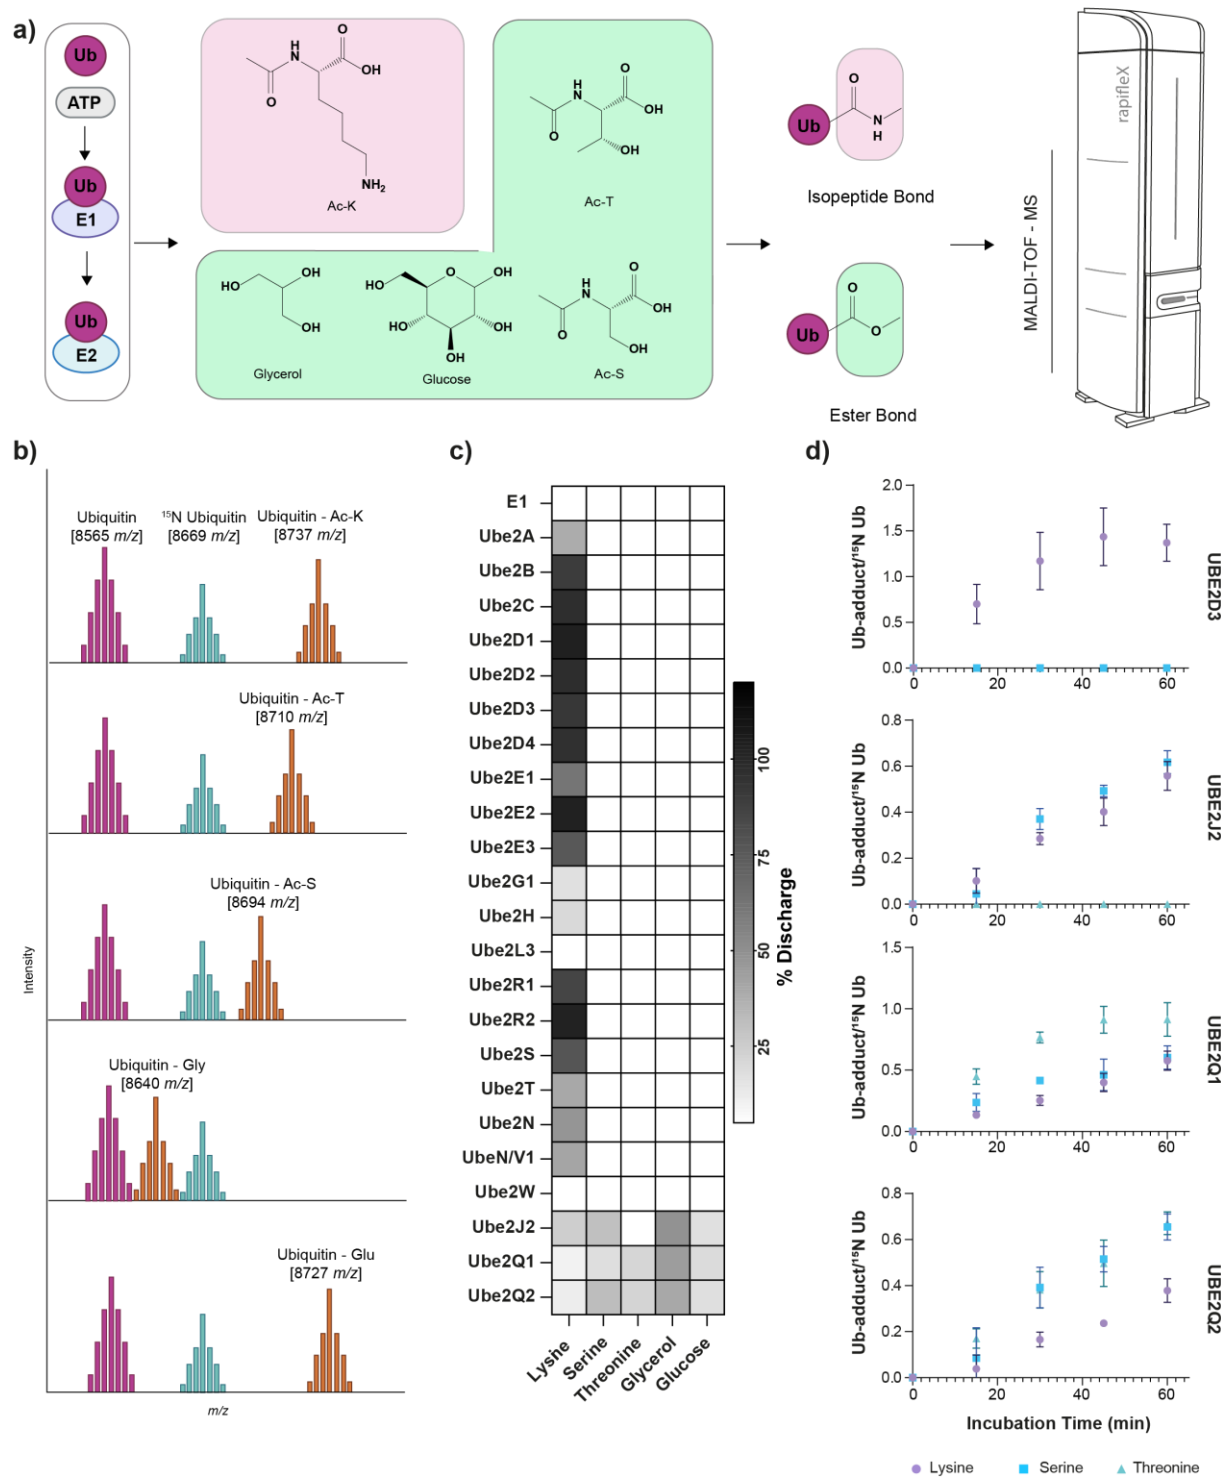 a)
Ub
ATP
Ub
E1
Ub
E2
O
H
N
OH
O
NH2
Ac-K
O
H
N
OH
O
OH
Ac-T
OH
HO
OH
Glycerol
HO
O
OH
HO
OH
OH
Glucose
O
H
N
OH
O
OH
Ac-S
O
Ub
N
H
Isopeptide Bond
O
Ub
O
Ester Bond
MALDI-TOF - MS
rapifleX
b)
Ubiquitin
[8565 m/z]
15N Ubiquitin
[8669 m/z]
Ubiquitin - Ac-K
[8737 m/z]
Ubiquitin - Ac-T
[8710 m/z]
Ubiquitin - Ac-S
[8694 m/z]
Ubiquitin - Gly
[8640 m/z]
Ubiquitin - Glu
[8727 m/z]
Intensity
m/z
c)
E1
Ube2A
Ube2B
Ube2C
Ube2D1
Ube2D2
Ube2D3
Ube2D4
Ube2E1
Ube2E2
Ube2E3
Ube2G1
Ube2H
Ube2L3
Ube2R1
Ube2R2
Ube2S
Ube2T
Ube2N
UbeN/V1
Ube2W
Ube2J2
Ube2Q1
Ube2Q2
Lyshe
Serine
Threonine
Glycerol
Glucose
100
75
50
25
% Discharge
d)
Ub-adduct/15N Ub
2.0
1.5
1.0
0.5
0.0
0
20
40
60
UBE2D3
Ub-adduct/15N Ub
0.8
0.6
0.4
0.2
0.0
0
20
40
60
UBE2J2
Ub-adduct/15N Ub
1.5
1.0
0.5
0.0
0
20
40
60
UBE2Q1
Ub-adduct/15N Ub
0.8
0.6
0.4
0.2
0.0
0
20
40
60
UBE2Q2
Incubation Time (min)
Lysine
Serine
Threonine